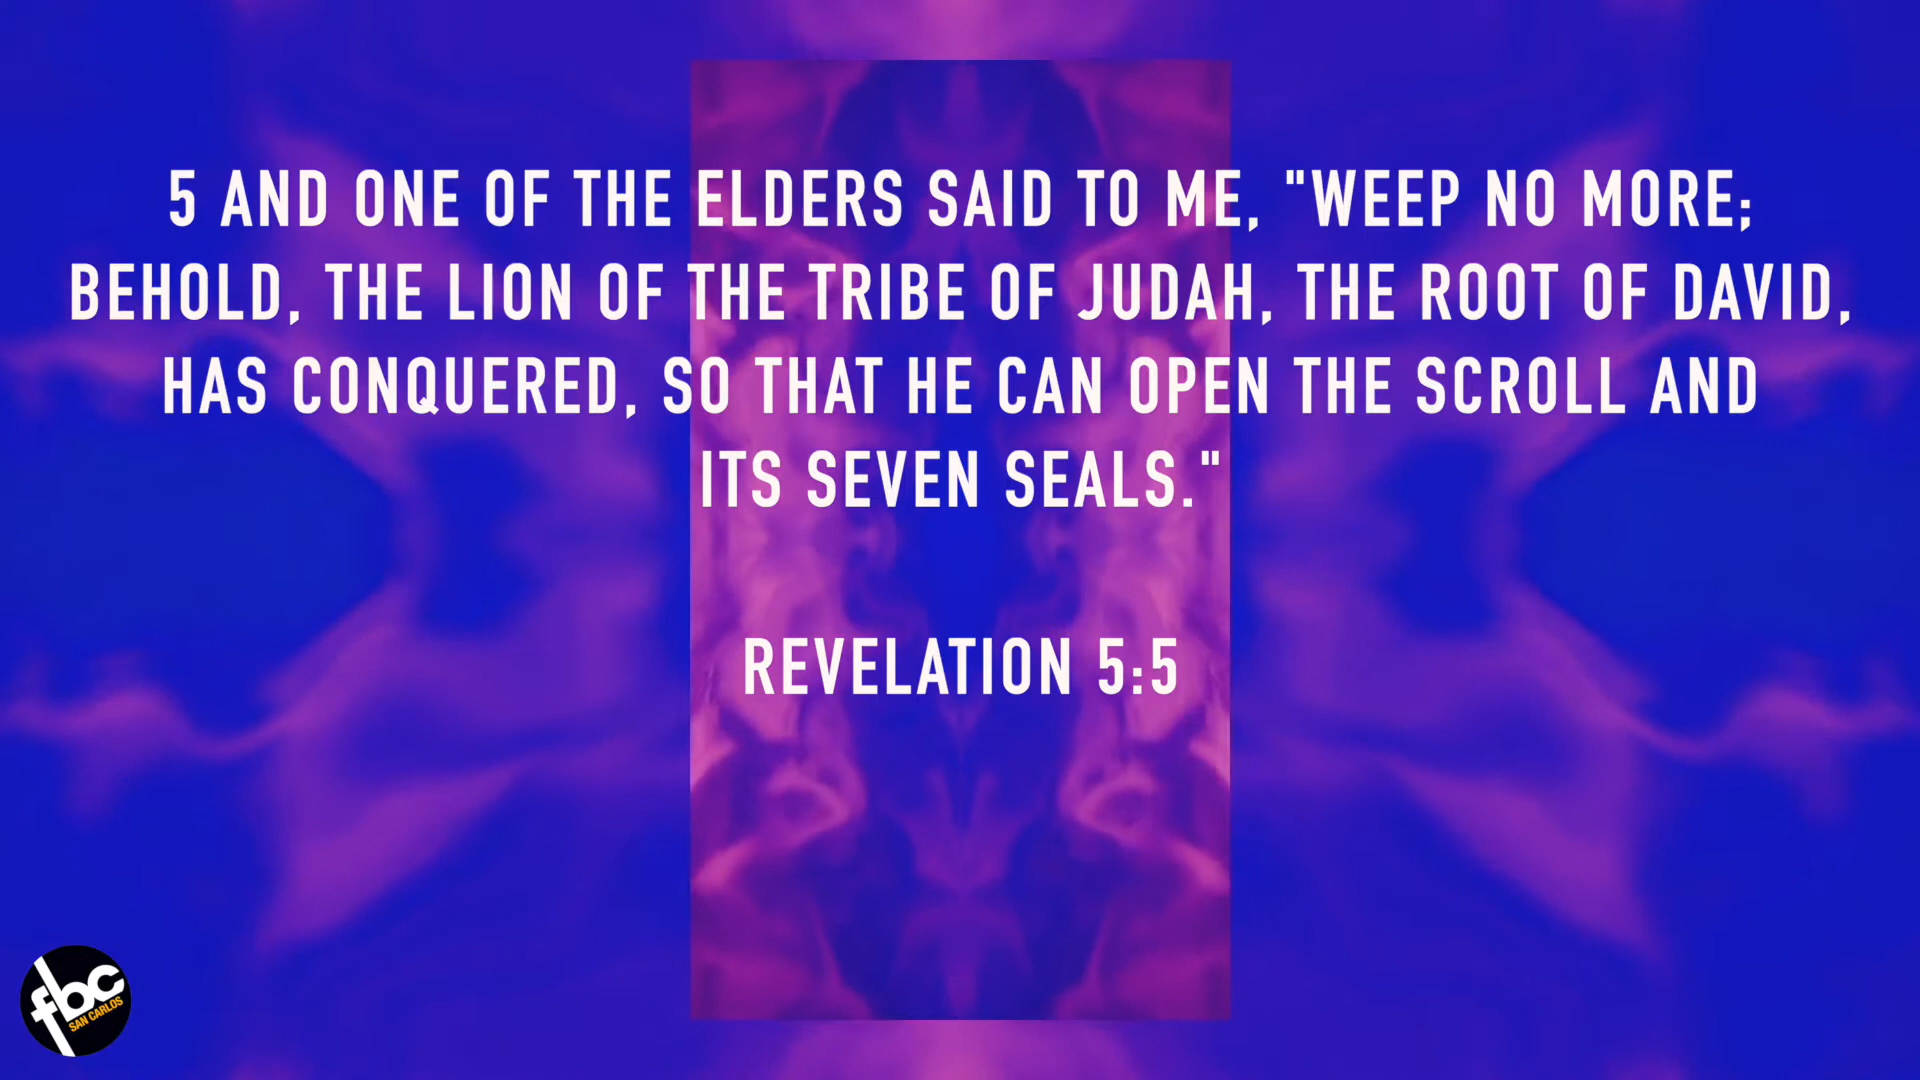 5 AND ONE OF THE ELDERS SAID TO ME, "WEEP NO MORE;
BEHOLD, THE LION OF THE TRIBE OF JUDAH, THE ROOT OF DAVID,
HAS CONQUERED, SO THAT HE CAN OPEN THE SCROLL AND
ITS SEVEN SEALS."
REVELATION 5:5
fbc
SAN CARLOS